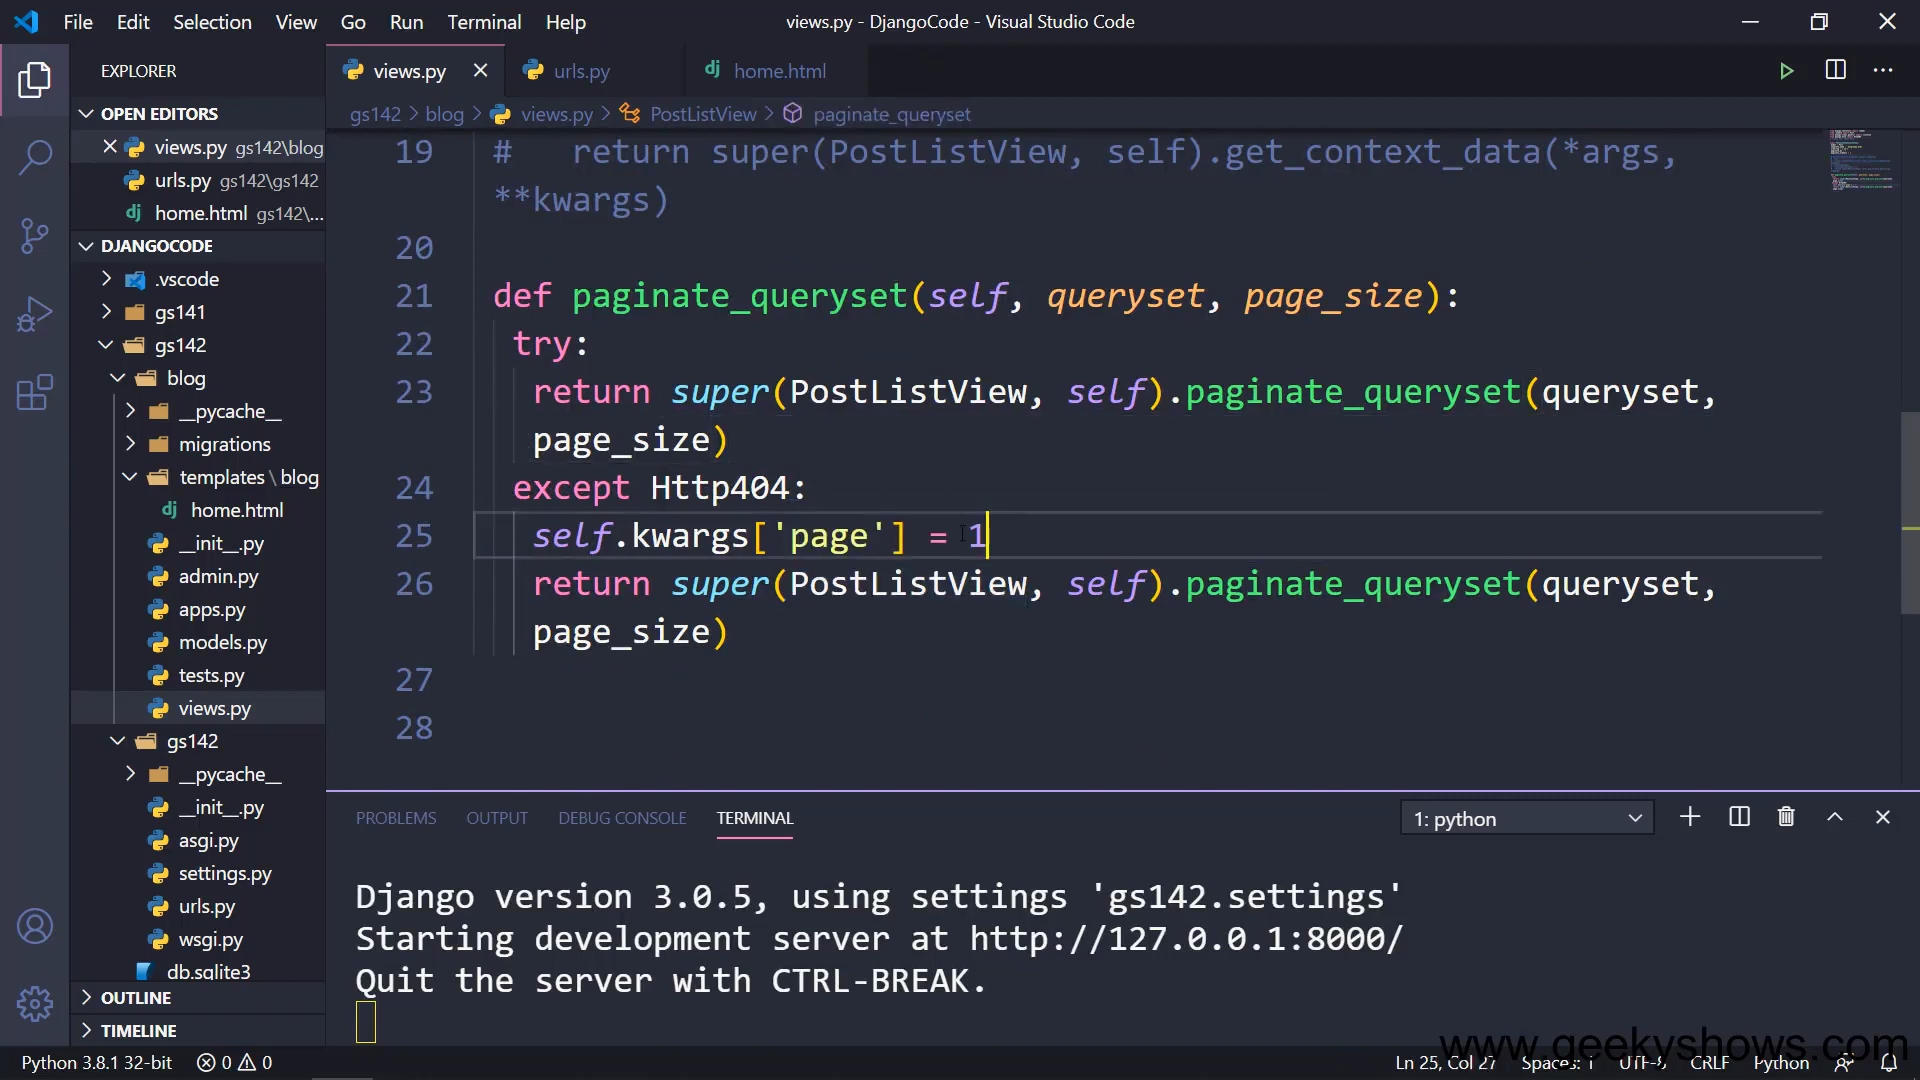 File Edit Selection View Go Run Terminal Help
views.py - DjangoCode - Visual Studio Code
EXPLORER
OPEN EDITORS
views.py gs142\blog
urls.py gs142\gs142
home.html gs142\...
DJANGOCODE
.vscode
gs141
gs142
blog
__pycache__
migrations
templates \ blog
home.html
__init__.py
admin.py
apps.py
models.py
tests.py
views.py
gs142
__pycache__
__init__.py
asgi.py
settings.py
urls.py
wsgi.py
db.sqlite3
OUTLINE
TIMELINE
views.py
urls.py
home.html
gs142 > blog > views.py > PostListView > paginate_queryset
19 #   return super(PostListView, self).get_context_data(*args,
**kwargs)
20
21 def paginate_queryset(self, queryset, page_size):
22 try:
23 return super(PostListView, self).paginate_queryset(queryset,
page_size)
24 except Http404:
25 self.kwargs['page'] = 1
26 return super(PostListView, self).paginate_queryset(queryset,
page_size)
27
28
PROBLEMS OUTPUT DEBUG CONSOLE TERMINAL
1: python
Django version 3.0.5, using settings 'gs142.settings'
Starting development server at http://127.0.0.1:8000/
Quit the server with CTRL-BREAK.
www.geekyshows.com
Python 3.8.1 32-bit 0 0
Ln 25, Col 27 Spaces: 1 UTF-8 CRLF Python